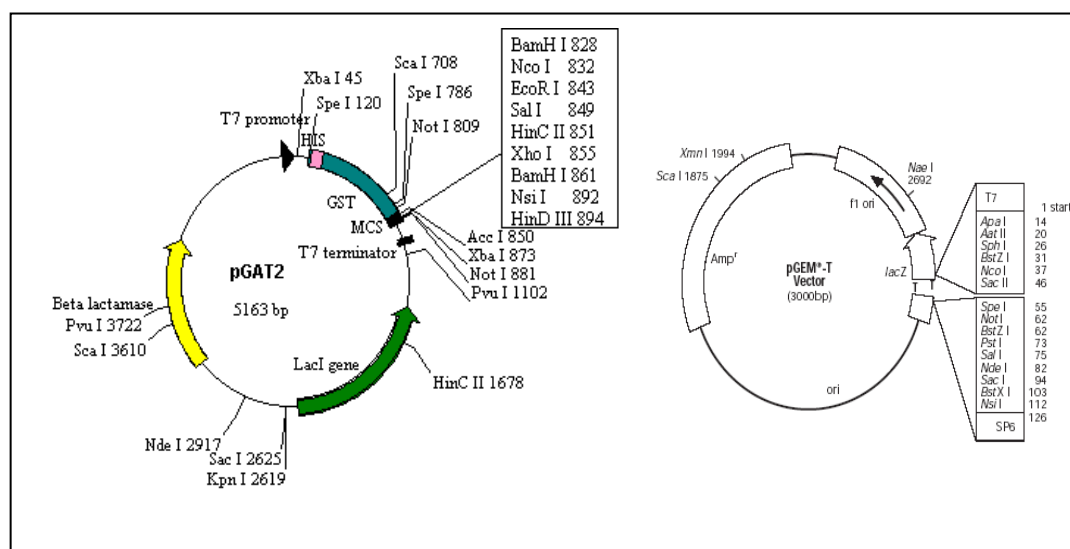 Xba I 45
Spe I 120
T7 promoter
HIS
Sca I 708
Spe I 786
Not I 809
BamH I 828
Nco I 832
EcoR I 843
Sal I 849
HinC II 851
Xho I 855
BamH I 861
Nsi I 892
HinD III 894
GST
MCS
T7 terminator
Acc I 850
Xba I 873
Not I 881
Pvu I 1102
pGAT2
5163 bp
Beta lactamase
Pvu I 3722
Sca I 3610
LacI gene
HinC II 1678
Nde I 2917
Sac I 2625
Kpn I 2619
Xmn I 1994
Sca I 1875
Nae I
2692
f1 ori
Ampr
pGEM®-T
Vector
(3000bp)
lacZ
ori
T7
1 start
Apa I 14
Aat II 20
Sph I 26
BstZ I 31
Nco I 37
Sac II 46
Spe I 55
Not I 62
BstZ I 62
Pst I 73
Sal I 75
Nde I 82
Sac I 94
BstX I 103
Nsi I 112
126
SP6